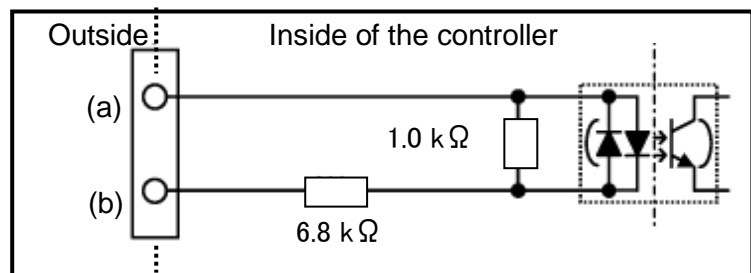 Outside
Inside of the controller
(a)
1.0 kΩ
(b)
6.8 kΩ